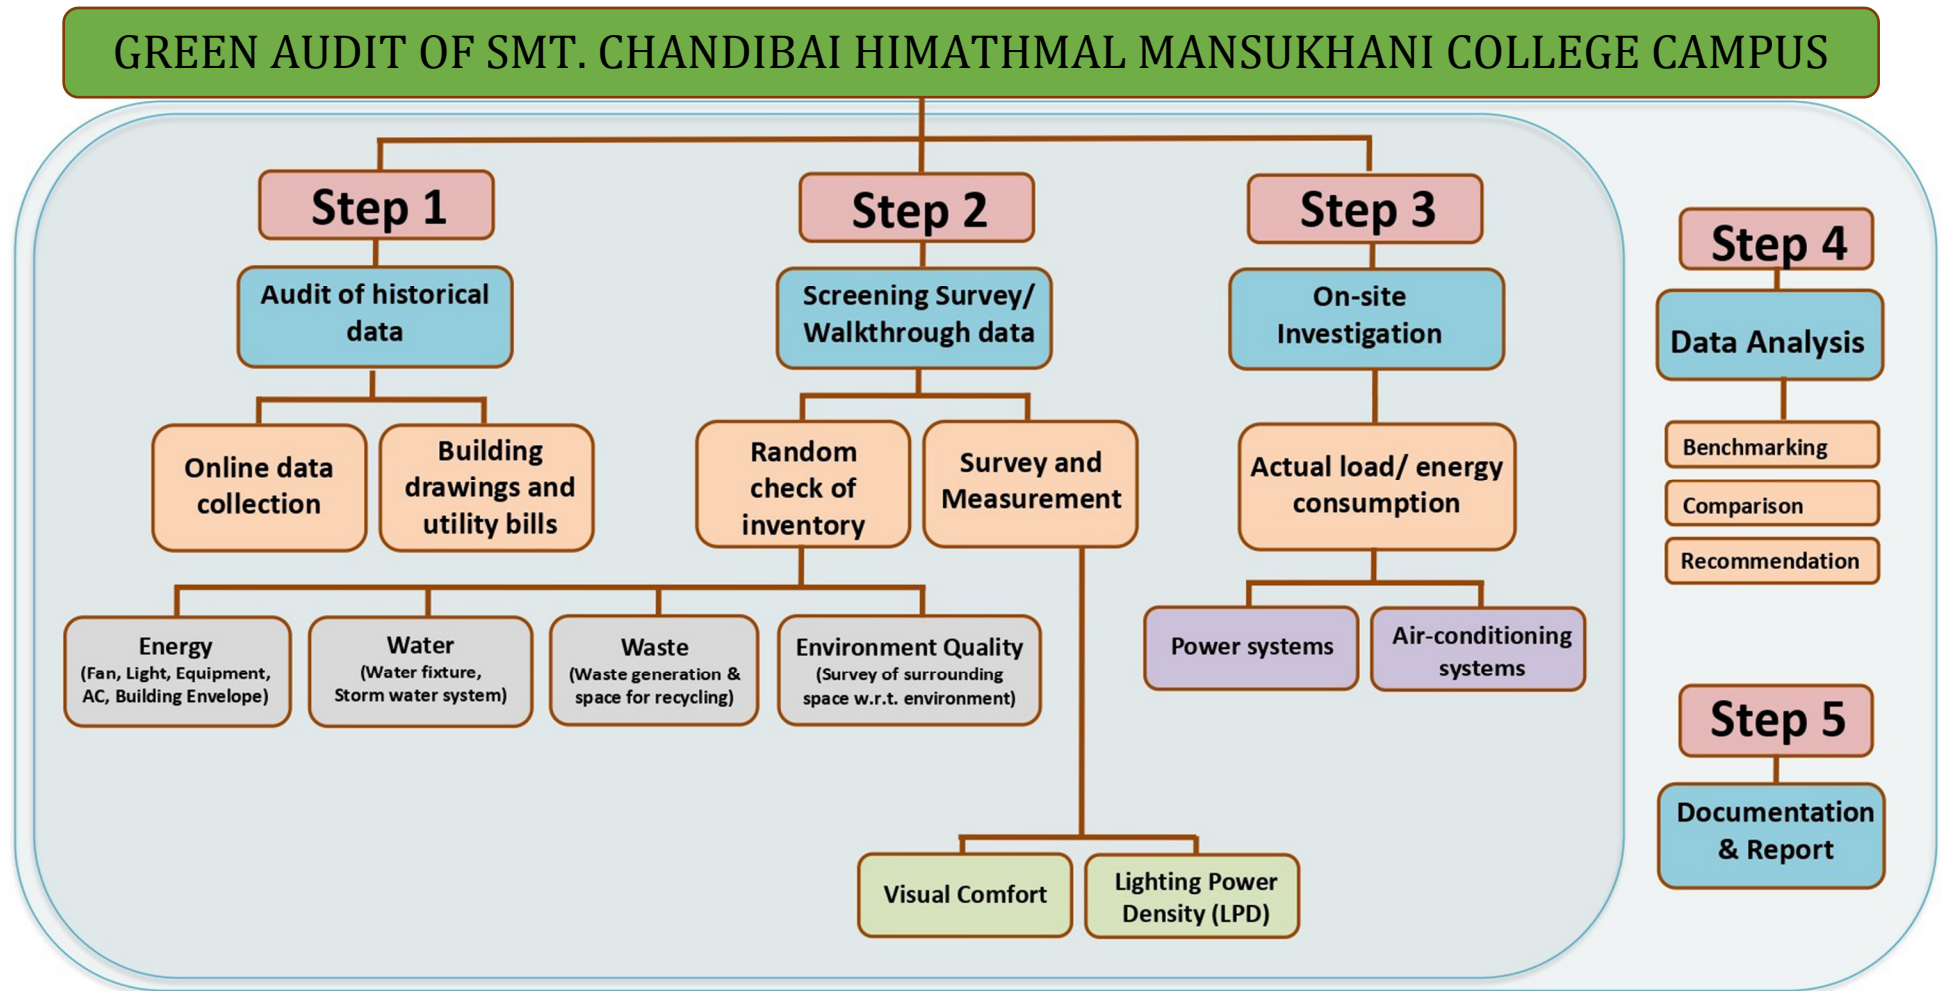 GREEN AUDIT OF SMT. CHANDIBAI HIMATHMAL MANSUKHANI COLLEGE CAMPUS
Step 1
Audit of historical
data
Online data
collection
Building
drawings and
utility bills
Step 2
Screening Survey/
Walkthrough data
Random
check of
inventory
Survey and
Measurement
Energy
(Fan, Light, Equipment,
AC, Building Envelope)
Water
(Water fixture,
Storm water system)
Waste
(Waste generation &
space for recycling)
Environment Quality
(Survey of surrounding
space w.r.t. environment)
Visual Comfort
Lighting Power
Density (LPD)
Step 3
On-site
Investigation
Actual load/ energy
consumption
Power systems
Air-conditioning
systems
Step 4
Data Analysis
Benchmarking
Comparison
Recommendation
Step 5
Documentation
& Report